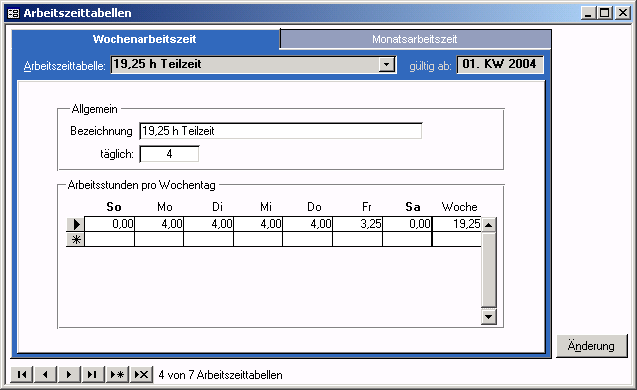 Arbeitszeittabellen
Wochenarbeitszeit Monatsarbeitszeit
Arbeitszeittabelle: 19,25 h Teilzeit gültig ab: 01. KW 2004
Allgemein
Bezeichnung 19,25 h Teilzeit
täglich: 4
Arbeitsstunden pro Wochentag
So Mo Di Mi Do Fr Sa Woche
0,00 4,00 4,00 4,00 4,00 3,25 0,00 19,25
Änderung
4 von 7 Arbeitszeittabellen